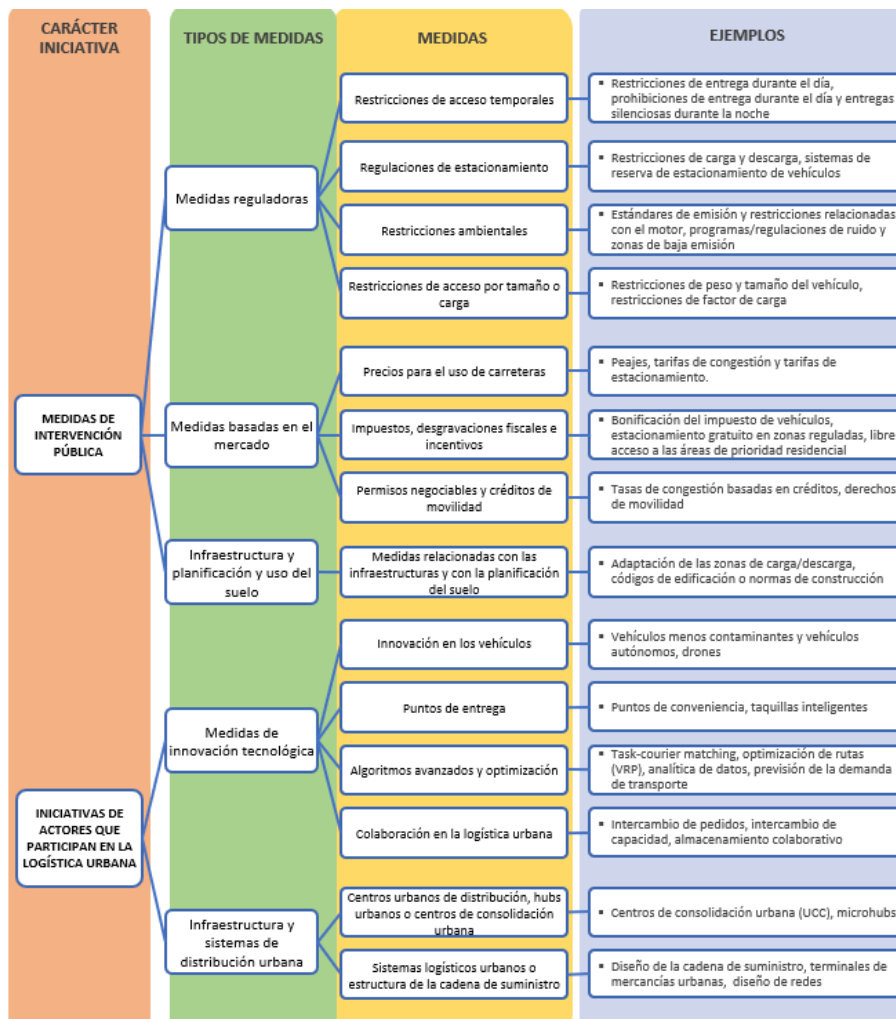 CARÁCTER
INICIATIVA
TIPOS DE MEDIDAS
MEDIDAS
EJEMPLOS
MEDIDAS DE
INTERVENCIÓN
PÚBLICA
Medidas reguladoras
Restricciones de acceso temporales
▪ Restricciones de entrega durante el día,
prohibiciones de entrega durante el día y entregas
silenciosas durante la noche
Regulaciones de estacionamiento
▪ Restricciones de carga y descarga, sistemas de
reserva de estacionamiento de vehículos
Restricciones ambientales
▪ Estándares de emisión y restricciones relacionadas
con el motor, programas/regulaciones de ruido y
zonas de baja emisión
Restricciones de acceso por tamaño o
carga
▪ Restricciones de peso y tamaño del vehículo,
restricciones de factor de carga
Medidas basadas en el
mercado
Precios para el uso de carreteras
▪ Peajes, tarifas de congestión y tarifas de
estacionamiento.
Impuestos, desgravaciones fiscales e
incentivos
▪ Bonificación del impuesto de vehículos,
estacionamiento gratuito en zonas reguladas, libre
acceso a las áreas de prioridad residencial
Permisos negociables y créditos de
movilidad
▪ Tasas de congestión basadas en créditos, derechos
de movilidad
Infraestructura y
planificación y uso del
suelo
Medidas relacionadas con las
infraestructuras y con la planificación
del suelo
▪ Adaptación de las zonas de carga/descarga,
códigos de edificación o normas de construcción
INICIATIVAS DE
ACTORES QUE
PARTICIPAN EN LA
LOGÍSTICA URBANA
Medidas de
innovación tecnológica
Innovación en los vehículos
▪ Vehículos menos contaminantes y vehículos
autónomos, drones
Puntos de entrega
▪ Puntos de conveniencia, taquillas inteligentes
Algoritmos avanzados y optimización
▪ Task-courier matching, optimización de rutas
(VRP), analítica de datos, previsión de la demanda
de transporte
Colaboración en la logística urbana
▪ Intercambio de pedidos, intercambio de
capacidad, almacenamiento colaborativo
Infraestructura y
sistemas de
distribución urbana
Centros urbanos de distribución, hubs
urbanos o centros de consolidación
urbana
▪ Centros de consolidación urbana (UCC), microhubs
Sistemas logísticos urbanos o
estructura de la cadena de suministro
▪ Diseño de la cadena de suministro, terminales de
mercancías urbanas, diseño de redes